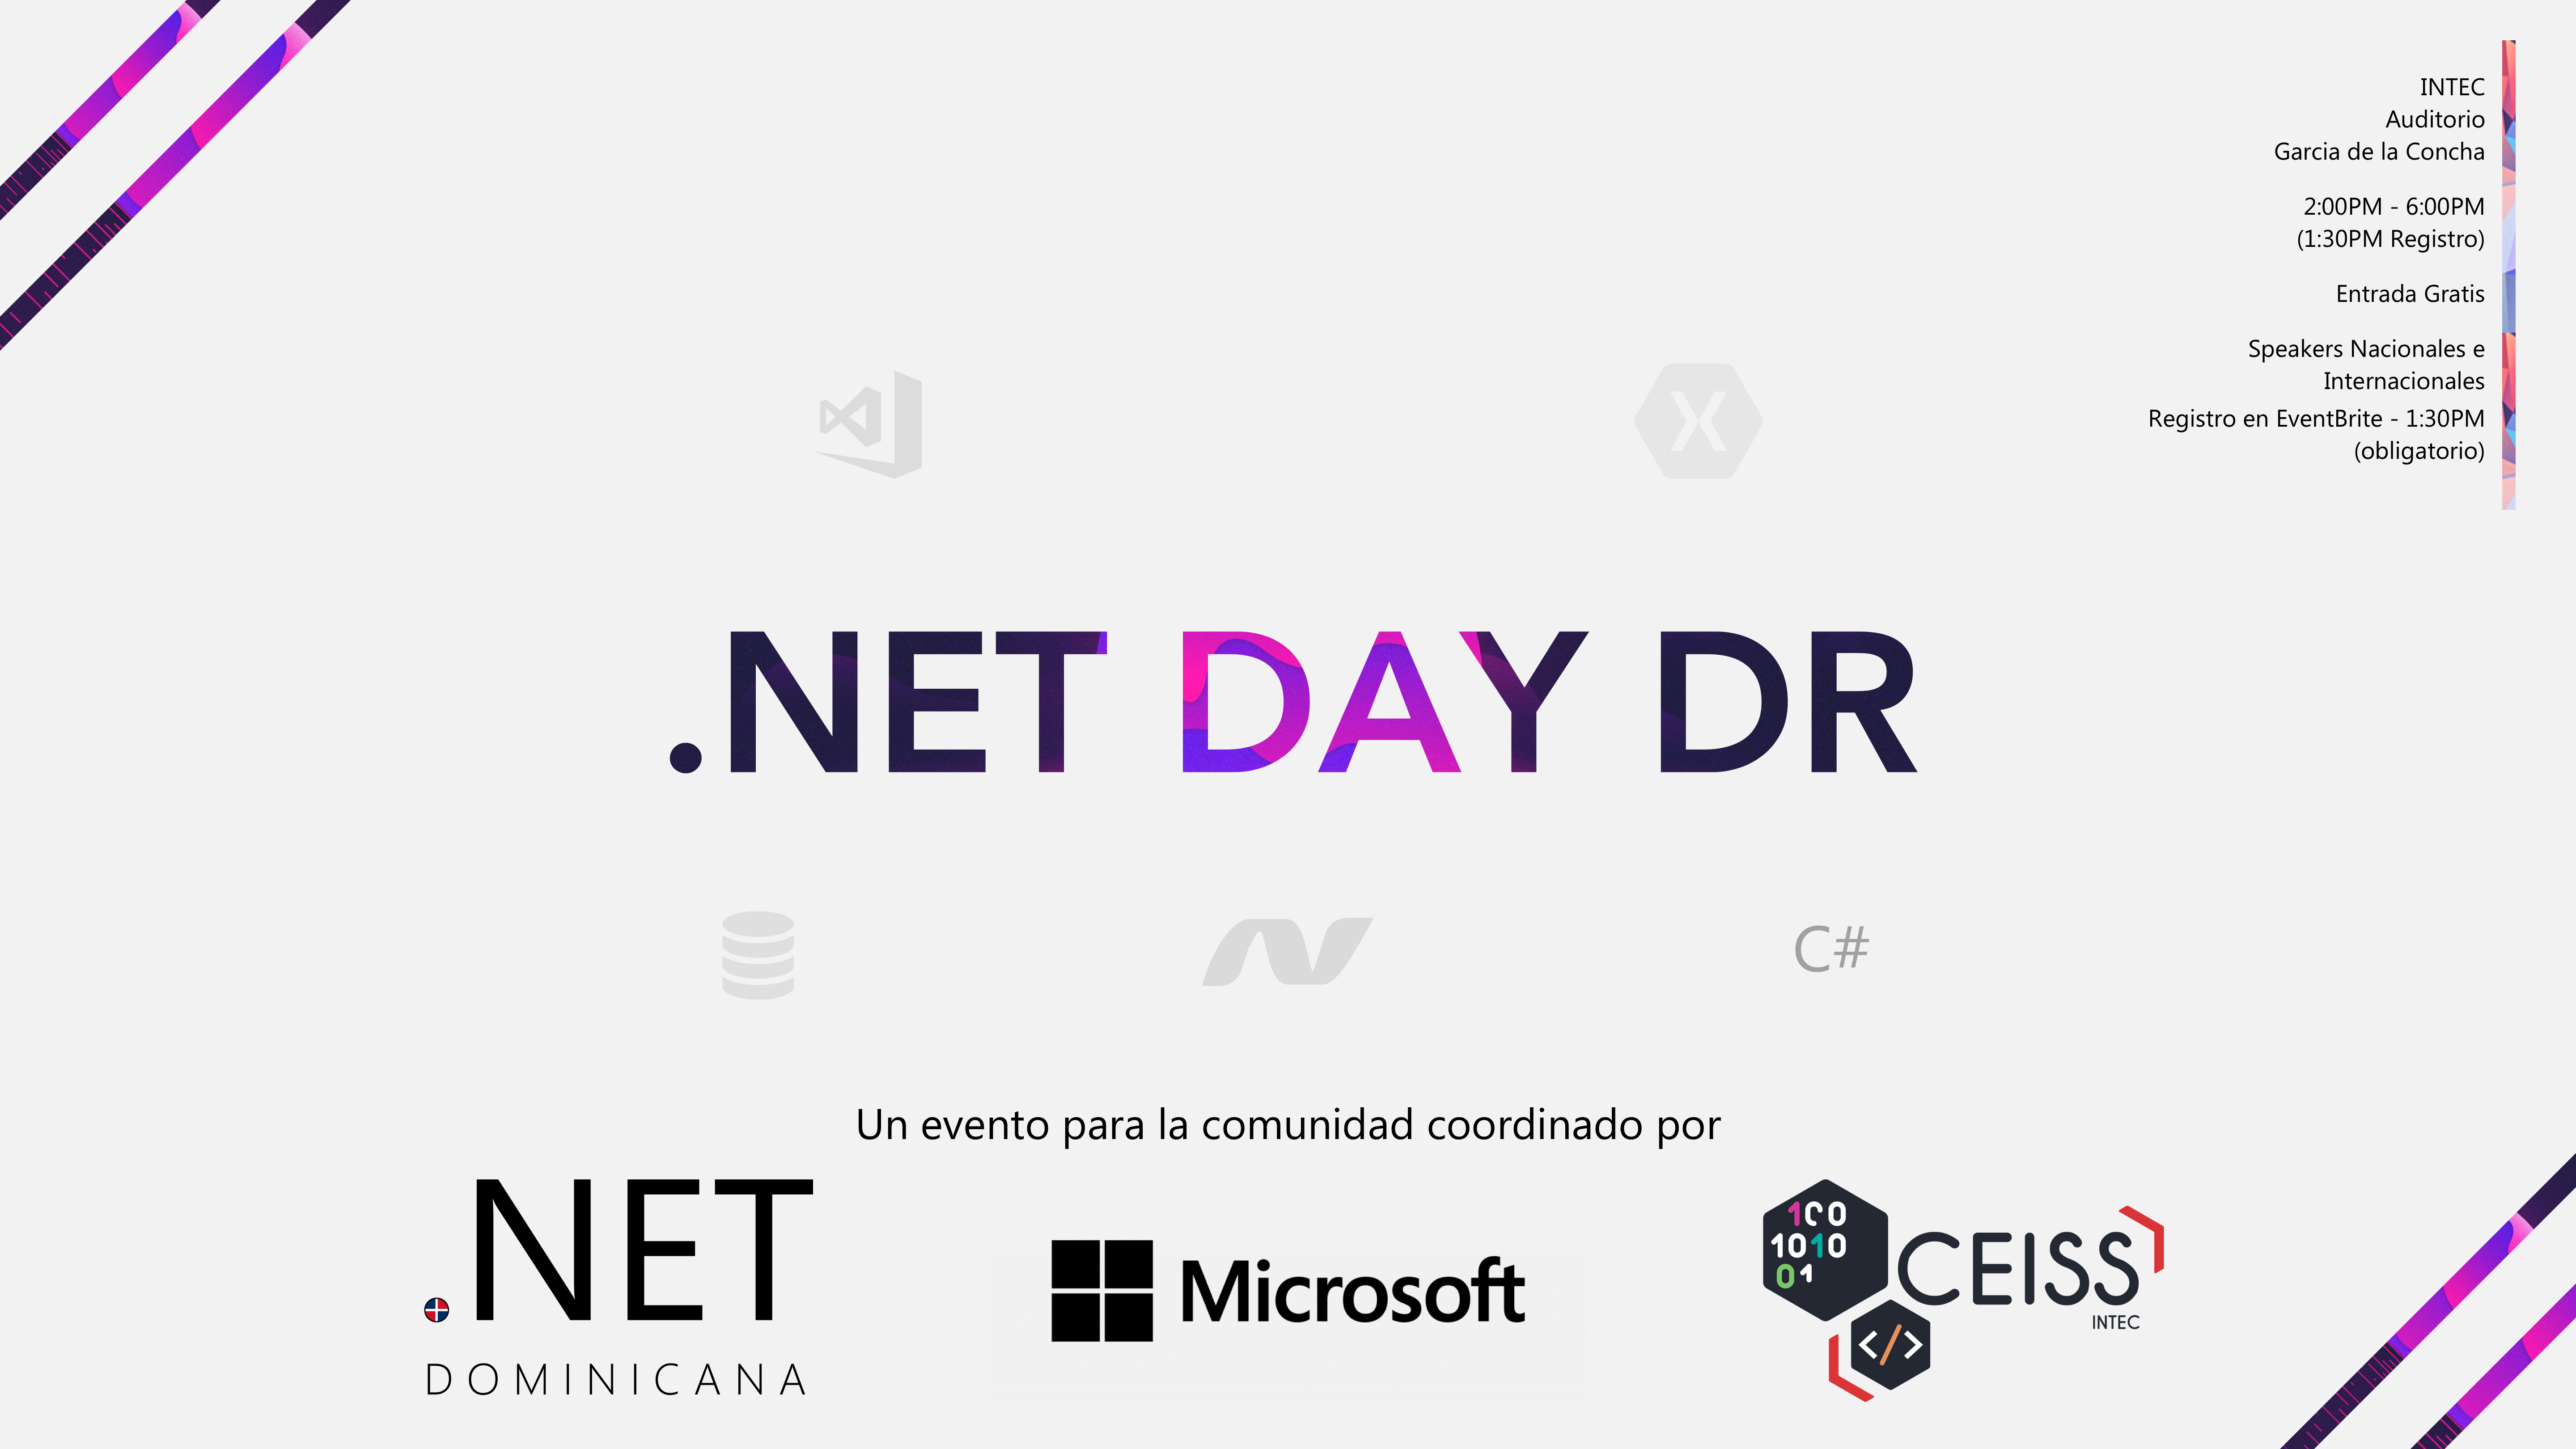 INTEC
Auditorio
Garcia de la Concha
2:00PM - 6:00PM
(1:30PM Registro)
Entrada Gratis
Speakers Nacionales e
Internacionales
Registro en EventBrite - 1:30PM
(obligatorio)
X
.NET DAY DR
C#
Un evento para la comunidad coordinado por
.NET
DOMINICANA
Microsoft
100
1010
01
</>
CEISS
INTEC